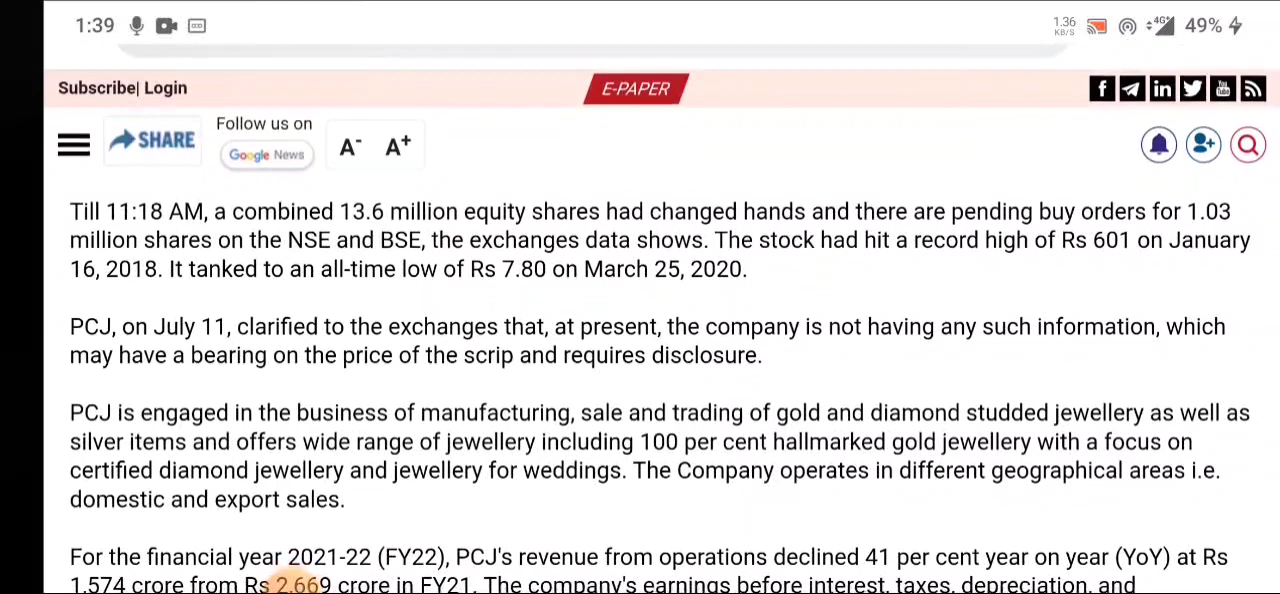 1:39
1.36 KB/S 4G+ 49%
Subscribe| Login
E-PAPER
SHARE
Follow us on
Google News
A- A+
Till 11:18 AM, a combined 13.6 million equity shares had changed hands and there are pending buy orders for 1.03
million shares on the NSE and BSE, the exchanges data shows. The stock had hit a record high of Rs 601 on January
16, 2018. It tanked to an all-time low of Rs 7.80 on March 25, 2020.
PCJ, on July 11, clarified to the exchanges that, at present, the company is not having any such information, which
may have a bearing on the price of the scrip and requires disclosure.
PCJ is engaged in the business of manufacturing, sale and trading of gold and diamond studded jewellery as well as
silver items and offers wide range of jewellery including 100 per cent hallmarked gold jewellery with a focus on
certified diamond jewellery and jewellery for weddings. The Company operates in different geographical areas i.e.
domestic and export sales.
For the financial year 2021-22 (FY22), PCJ's revenue from operations declined 41 per cent year on year (YoY) at Rs
1,574 crore from Rs 2,669 crore in FY21. The company's earnings before interest, taxes, depreciation, and